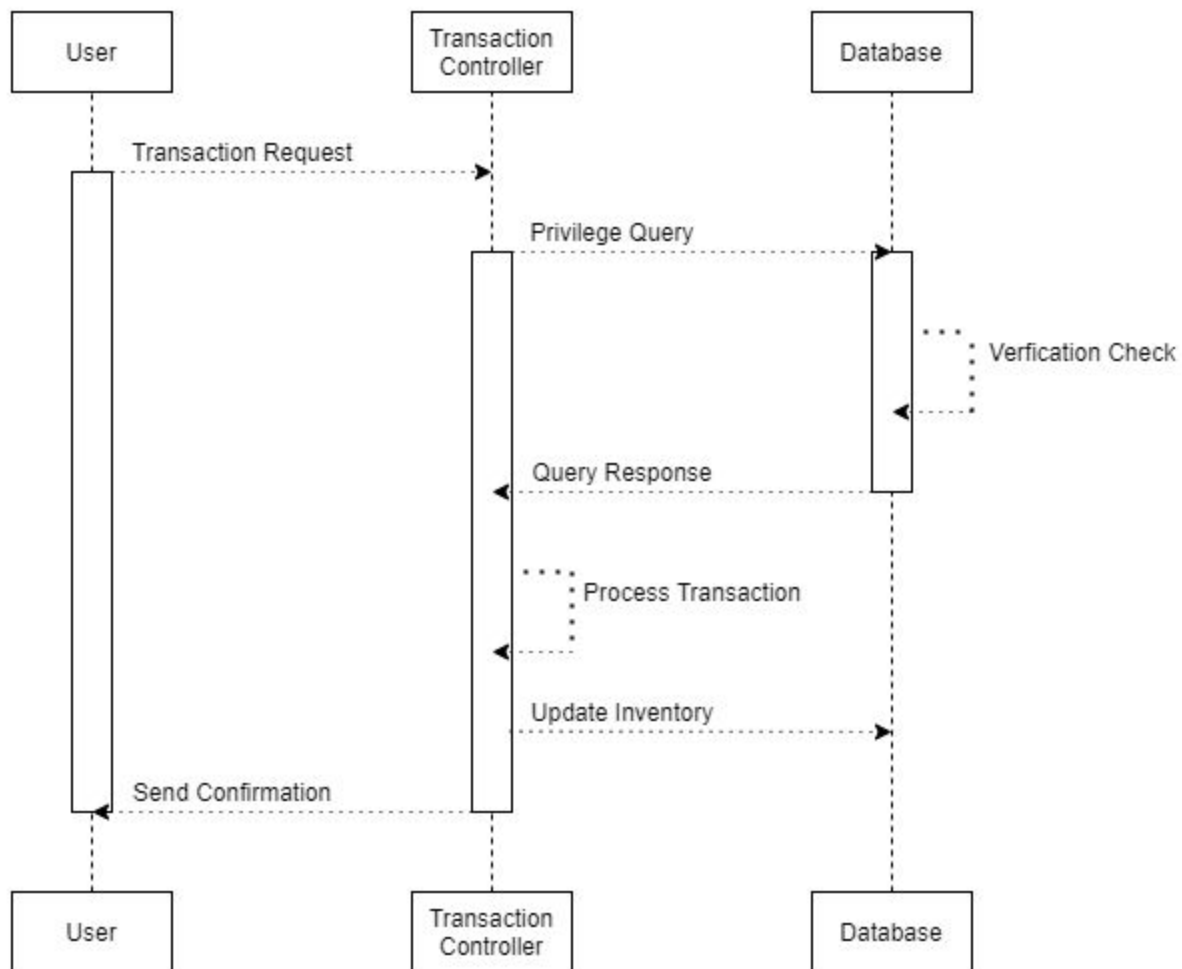 User
Transaction
Controller
Database
Transaction Request
Privilege Query
Verfication Check
Query Response
Process Transaction
Update Inventory
Send Confirmation
User
Transaction
Controller
Database